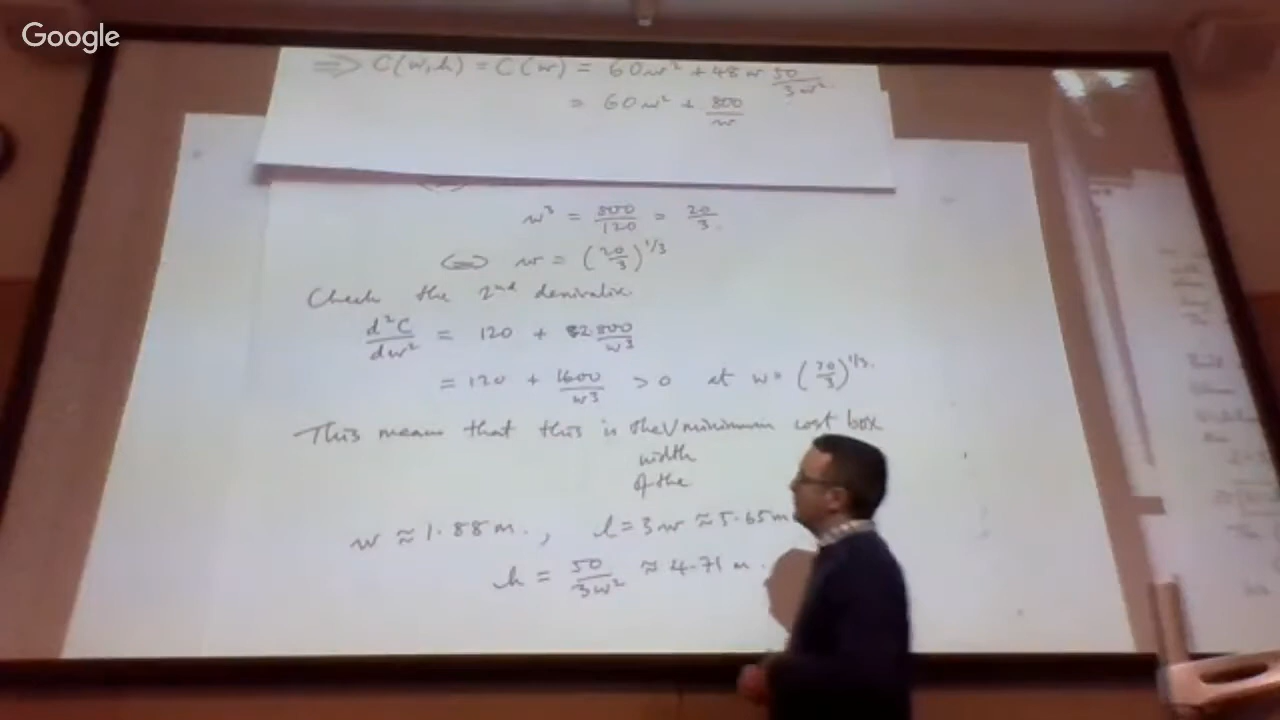 Google
⇒ C(w,h) = C(w) = 60w² + 48w 50/3w²
= 60w² + 800/w
w³ = 800/120 = 20/3.
⇔ w = (20/3)^1/3
Check the 2nd derivative
d²C/dw² = 120 + 2·800/w³
= 120 + 1600/w³ > 0 at w = (20/3)^1/3.
This means that this is the √ minimum cost box
width
of the
w ≈ 1.88m. , l = 3w ≈ 5.65m
h = 50/3w² ≈ 4.71 m.